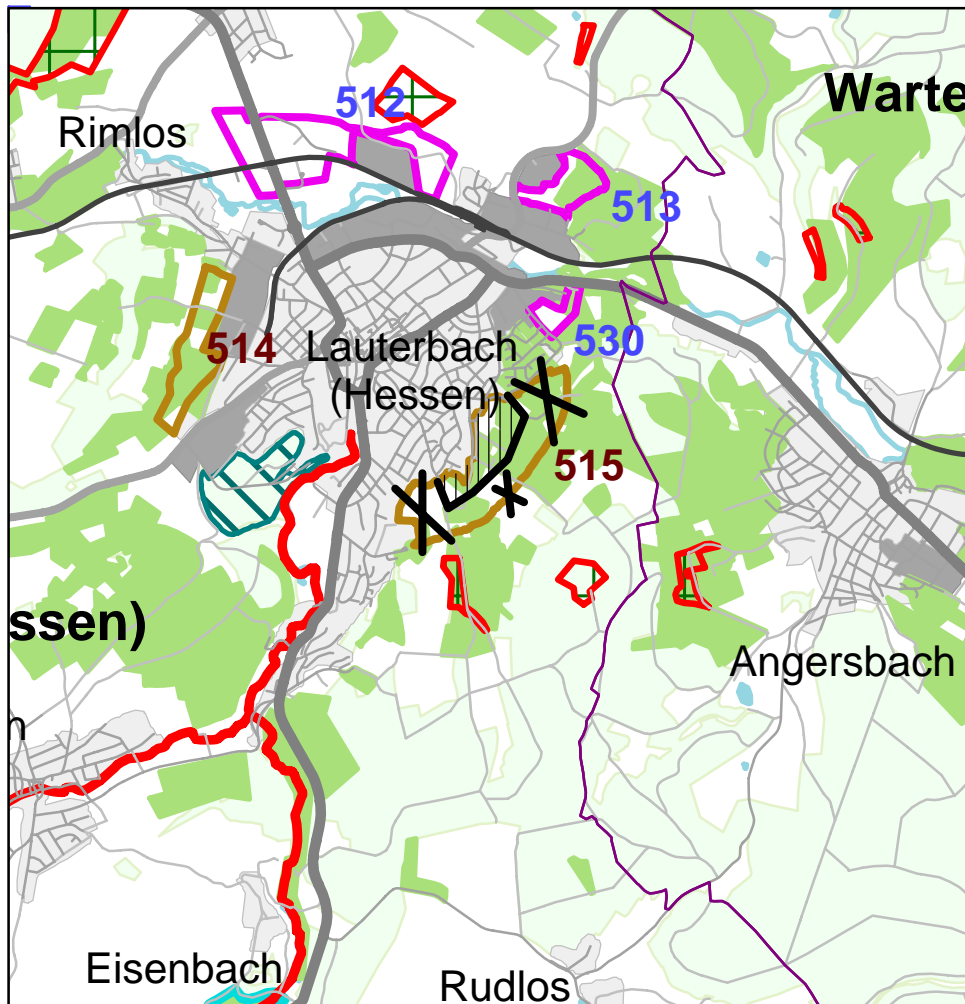 Warte
512
Rimlos
513
530
514
Lauterbach
(Hessen)
515
ssen)
Angersbach
n
Eisenbach
Rudlos